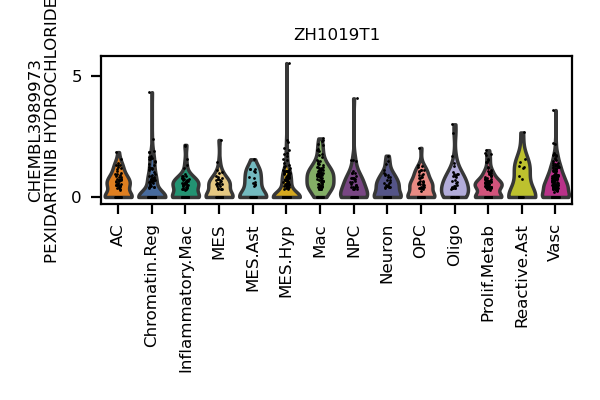 ZH1019T1
CHEMBL3989973
PEXIDARTINIB HYDROCHLORIDE
5
0
AC
Chromatin.Reg
Inflammatory.Mac
MES
MES.Ast
MES.Hyp
Mac
NPC
Neuron
OPC
Oligo
Prolif.Metab
Reactive.Ast
Vasc